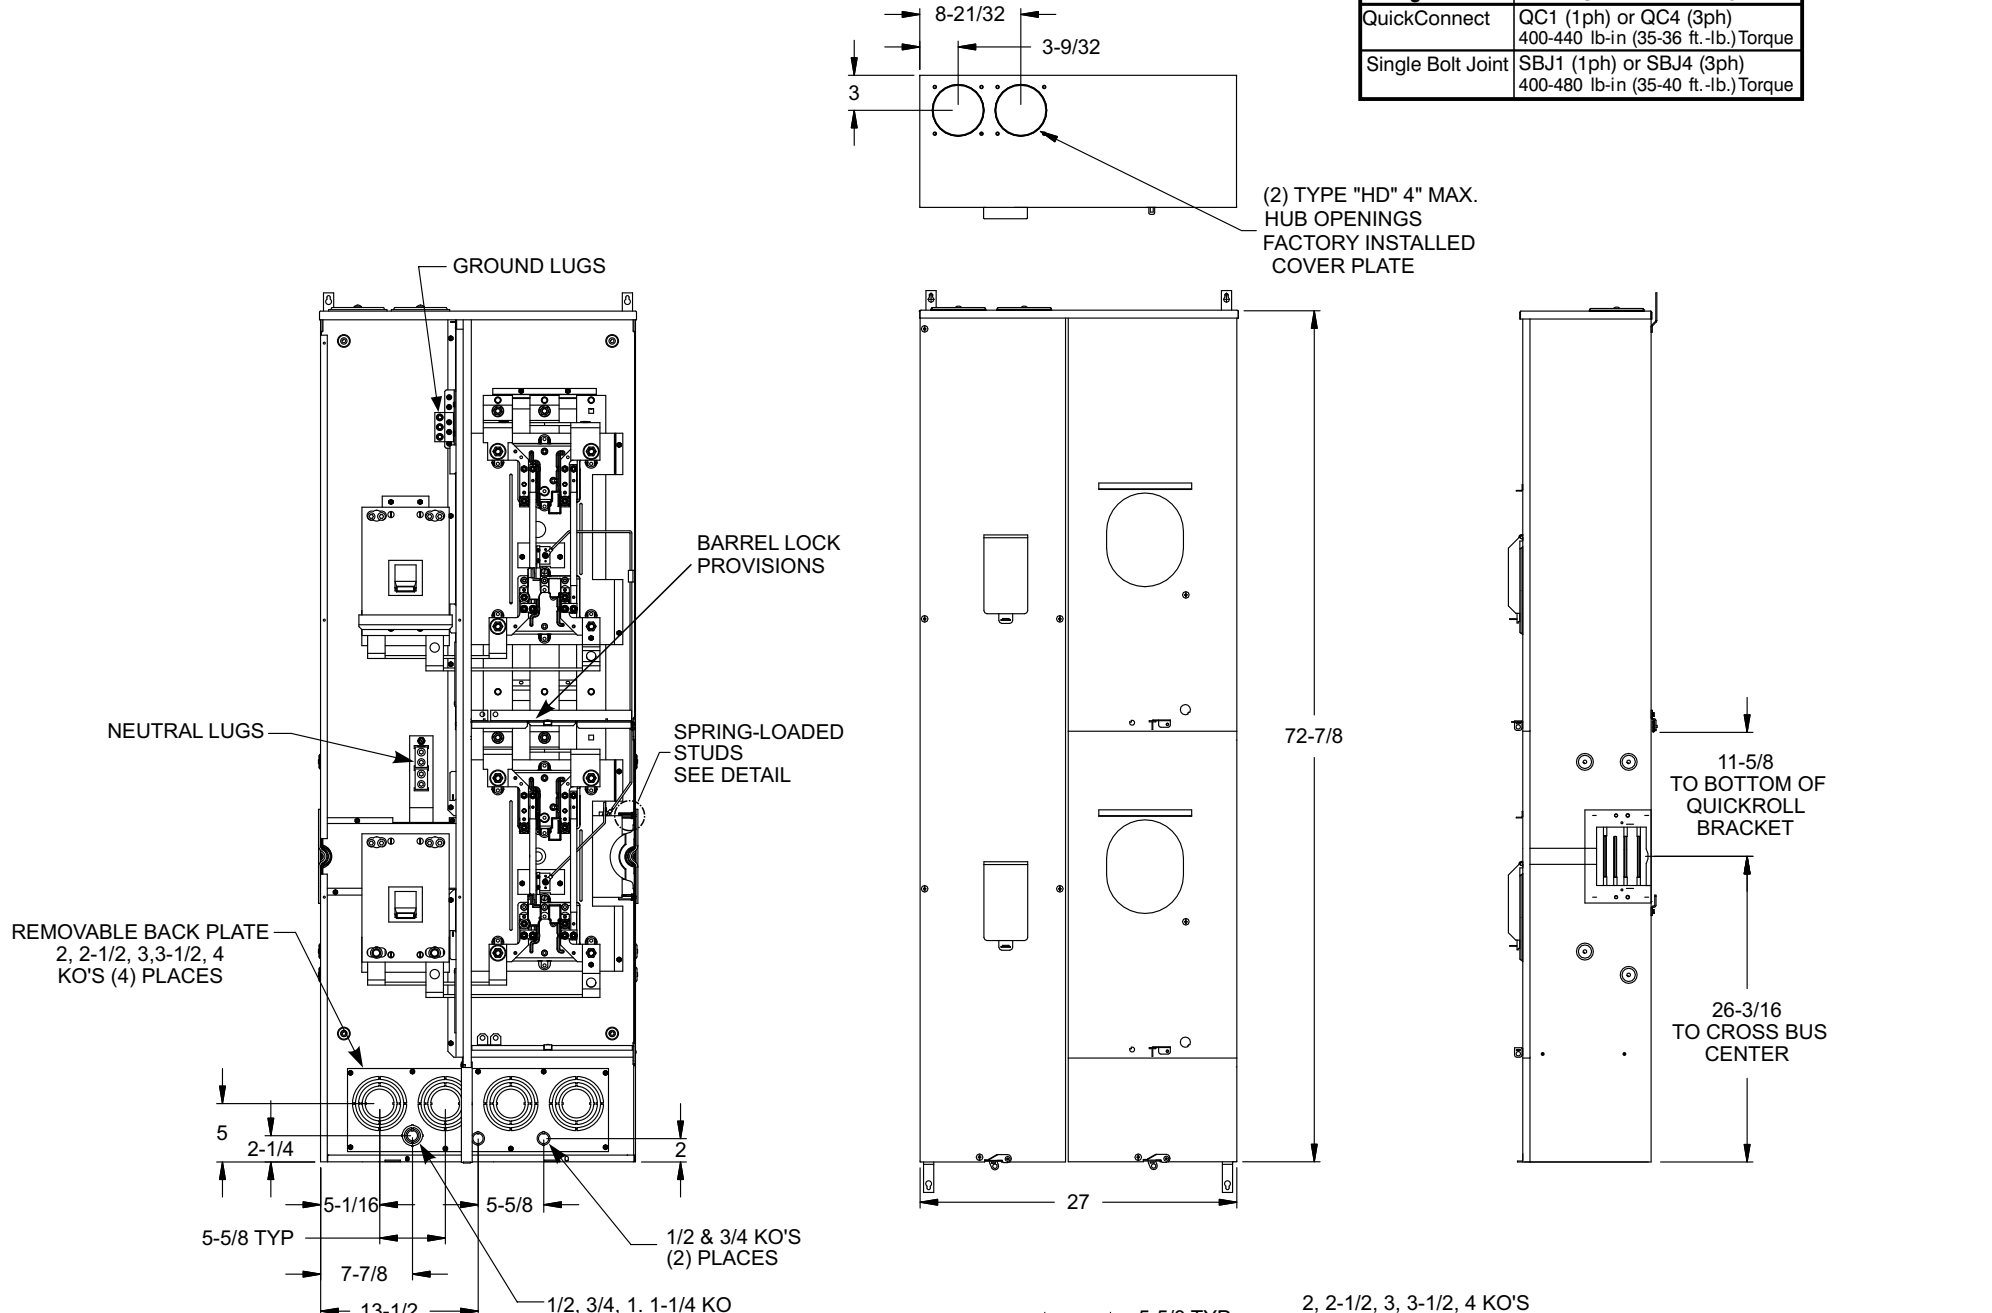 8-21/32
3-9/32
3
QuickConnect
QC1 (1ph) or QC4 (3ph)
400-440 lb-in (35-36 ft.-lb.) Torque
Single Bolt Joint
SBJ1 (1ph) or SBJ4 (3ph)
400-480 lb-in (35-40 ft.-lb.) Torque
(2) TYPE "HD" 4" MAX.
HUB OPENINGS
FACTORY INSTALLED
COVER PLATE
GROUND LUGS
BARREL LOCK
PROVISIONS
NEUTRAL LUGS
SPRING-LOADED
STUDS
SEE DETAIL
72-7/8
11-5/8
TO BOTTOM OF
QUICKROLL
BRACKET
REMOVABLE BACK PLATE
2, 2-1/2, 3,3-1/2, 4
KO'S (4) PLACES
26-3/16
TO CROSS BUS
CENTER
5
2-1/4
2
5-1/16
5-5/8
27
5-5/8 TYP
1/2 & 3/4 KO'S
(2) PLACES
7-7/8
13-1/2
1/2, 3/4, 1, 1-1/4 KO
5-5/8 TYP
2, 2-1/2, 3, 3-1/2, 4 KO'S